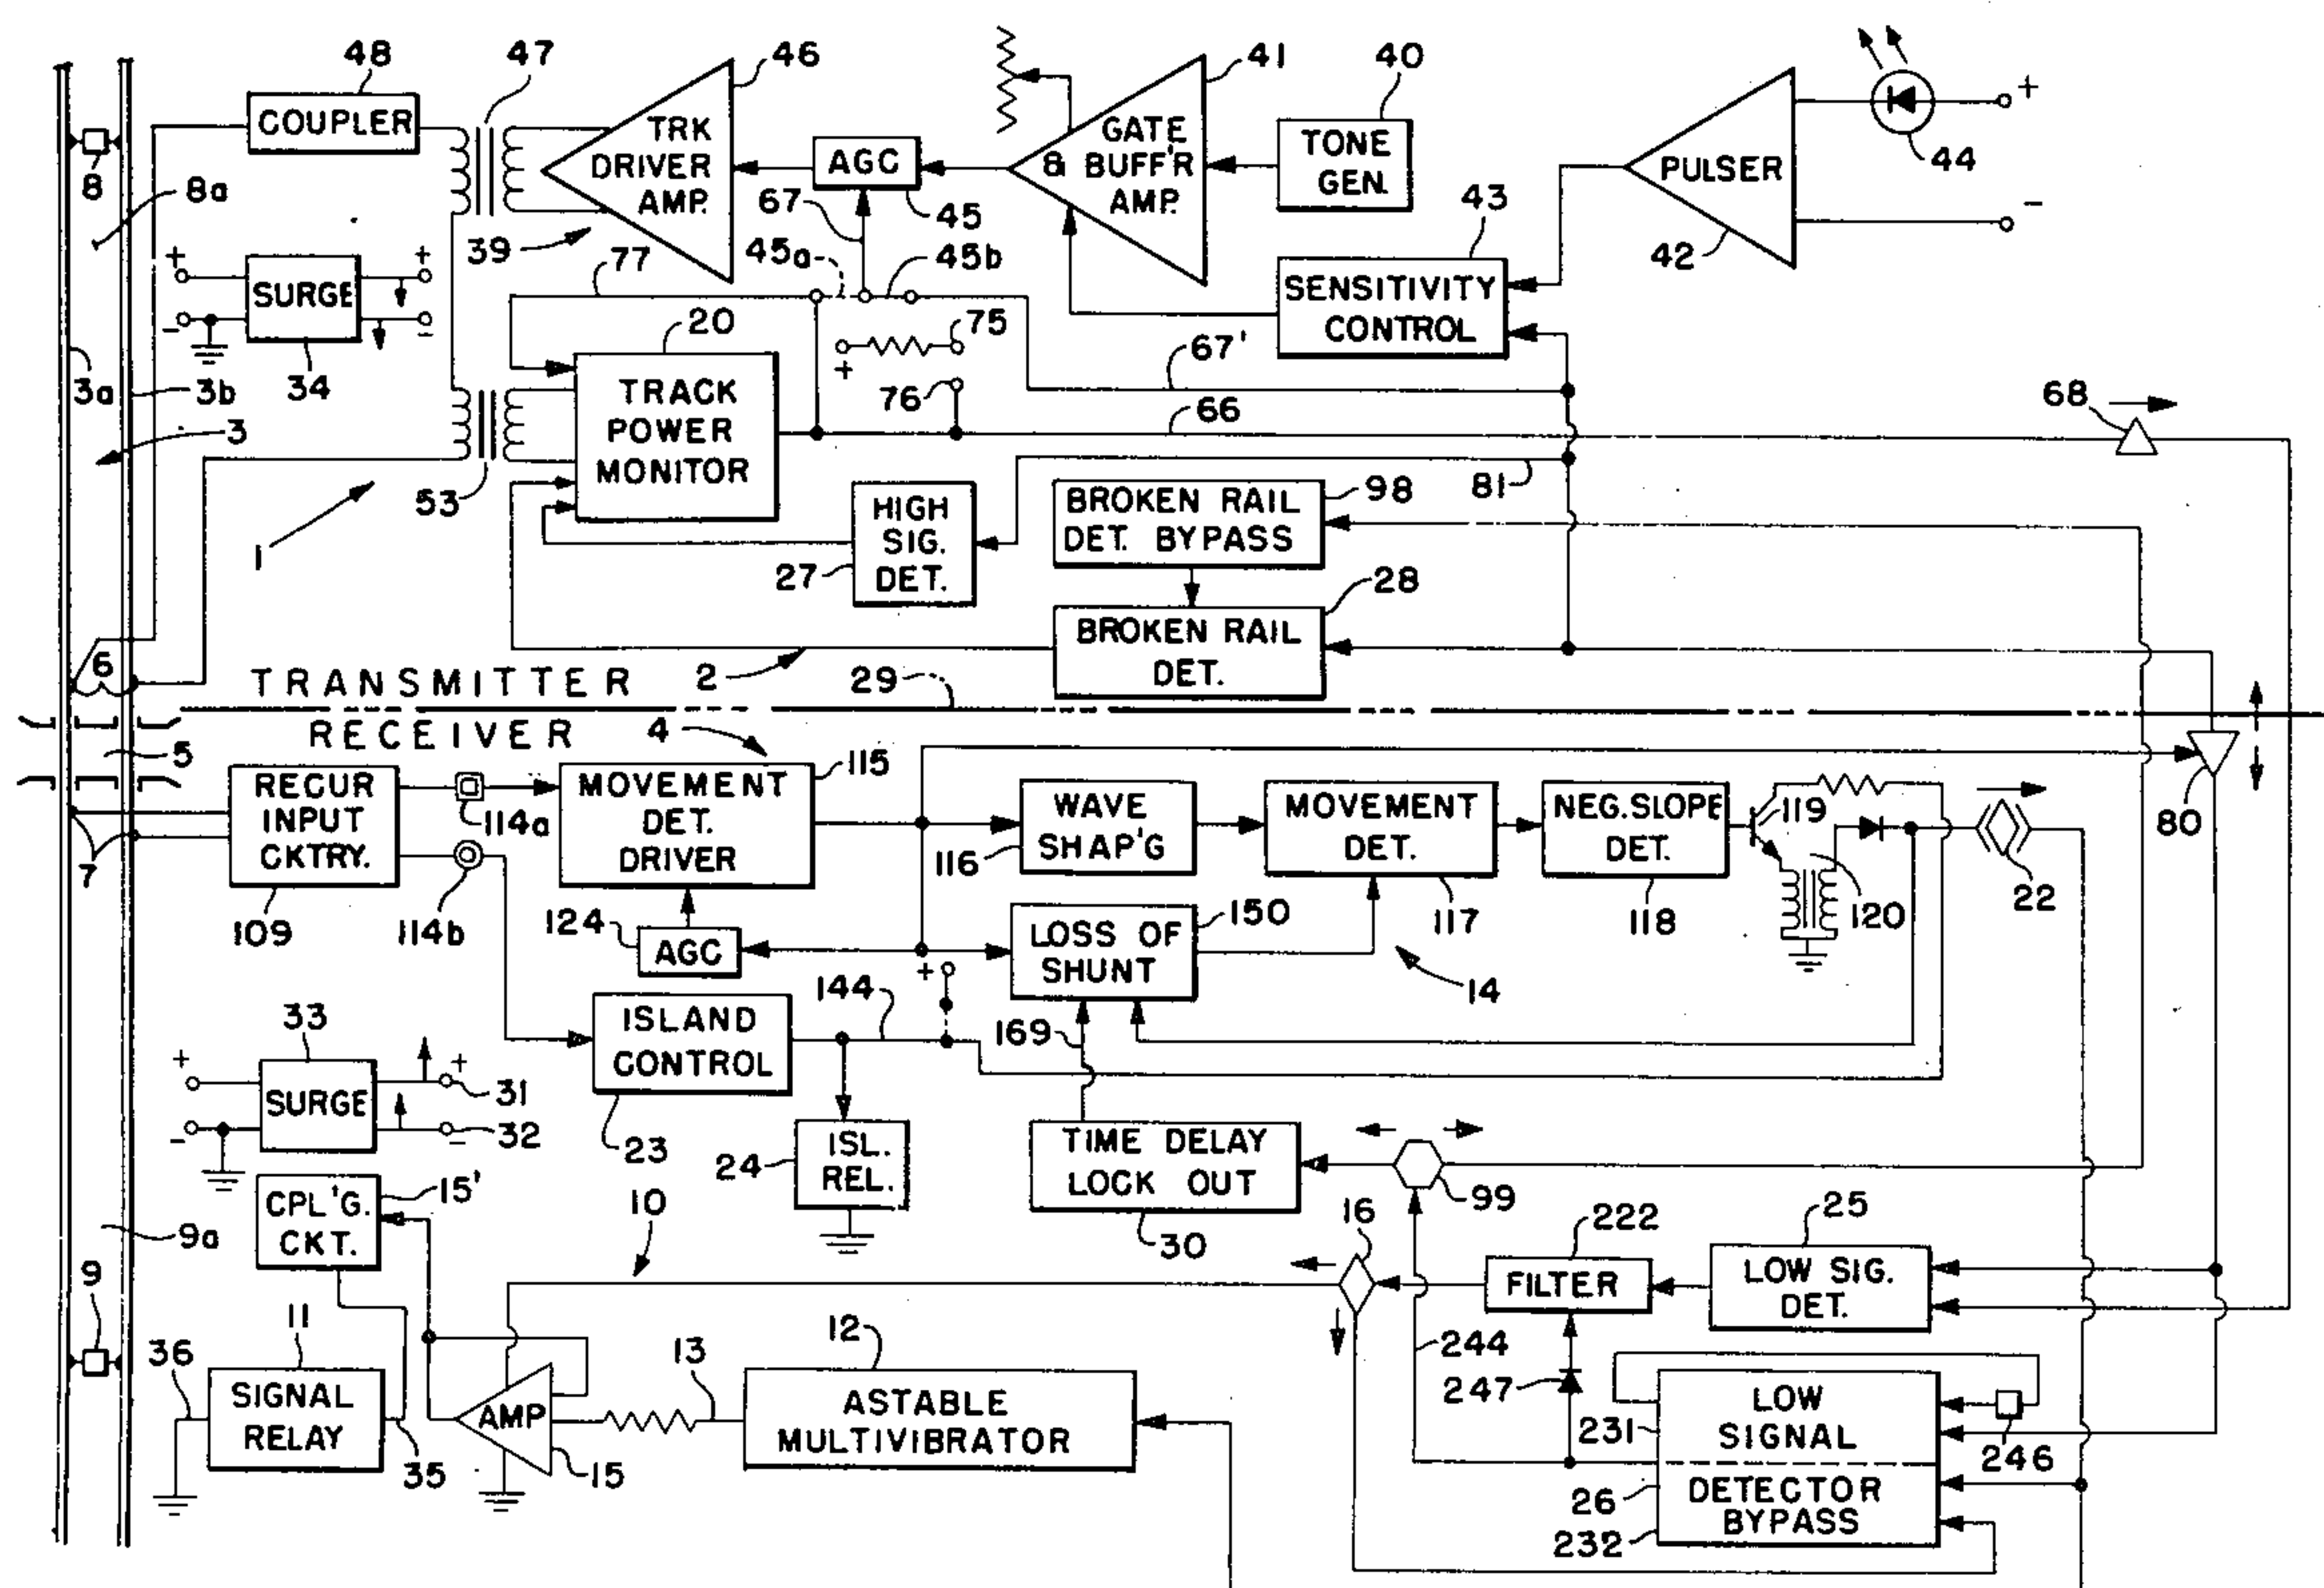 48
47
46
41
40
+
COUPLER
TRK
DRIVER
AMP.
AGC
GATE
& BUFF'R
AMP.
TONE
GEN.
PULSER
44
-
8
8a
67
45
43
42
39
77
45a
45b
+
+
SURGE
-
-
34
20
75
+
76
SENSITIVITY
CONTROL
67'
66
68
3a
3b
3
TRACK
POWER
MONITOR
53
1
HIGH
SIG.
DET.
27
BROKEN RAIL
DET. BYPASS
98
81
28
BROKEN RAIL
DET.
6
2
29
TRANSMITTER
RECEIVER
4
5
115
RECUR
INPUT
CKTRY.
114a
MOVEMENT
DET.
DRIVER
WAVE
SHAP'G
116
MOVEMENT
DET.
NEG.SLOPE
DET.
119
80
7
109
114b
124
AGC
LOSS OF
SHUNT
150
117
118
120
22
14
+
144
33
+
+
SURGE
31
-
-
32
ISLAND
CONTROL
23
169
24
ISL.
REL.
TIME DELAY
LOCK OUT
30
99
CPL'G.
CKT.
15'
10
16
222
25
9a
9
FILTER
LOW SIG.
DET.
36
11
SIGNAL
RELAY
35
AMP
15
13
12
ASTABLE
MULTIVIBRATOR
244
247
231
LOW
SIGNAL
246
26
DETECTOR
BYPASS
232